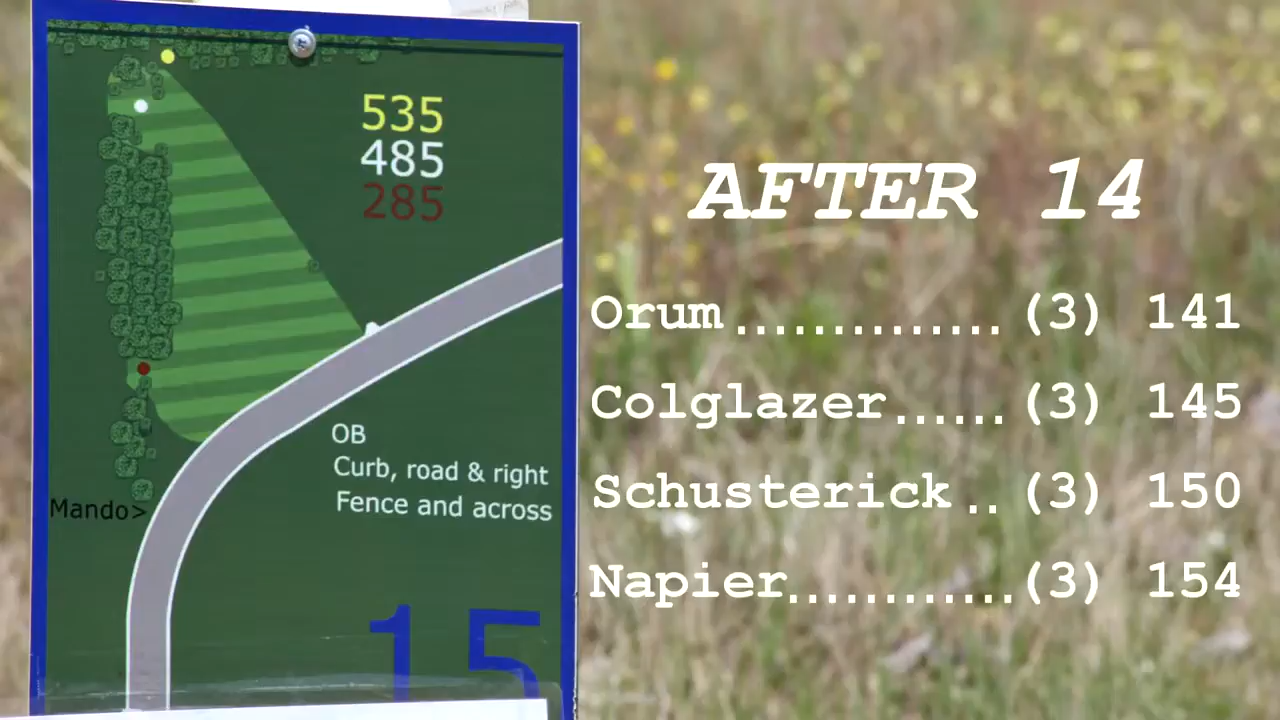 535
485
285
OB
Curb, road & right
Fence and across
Mando>
15
AFTER 14
Orum..............(3) 141
Colglazer......(3) 145
Schusterick ..(3) 150
Napier............(3) 154